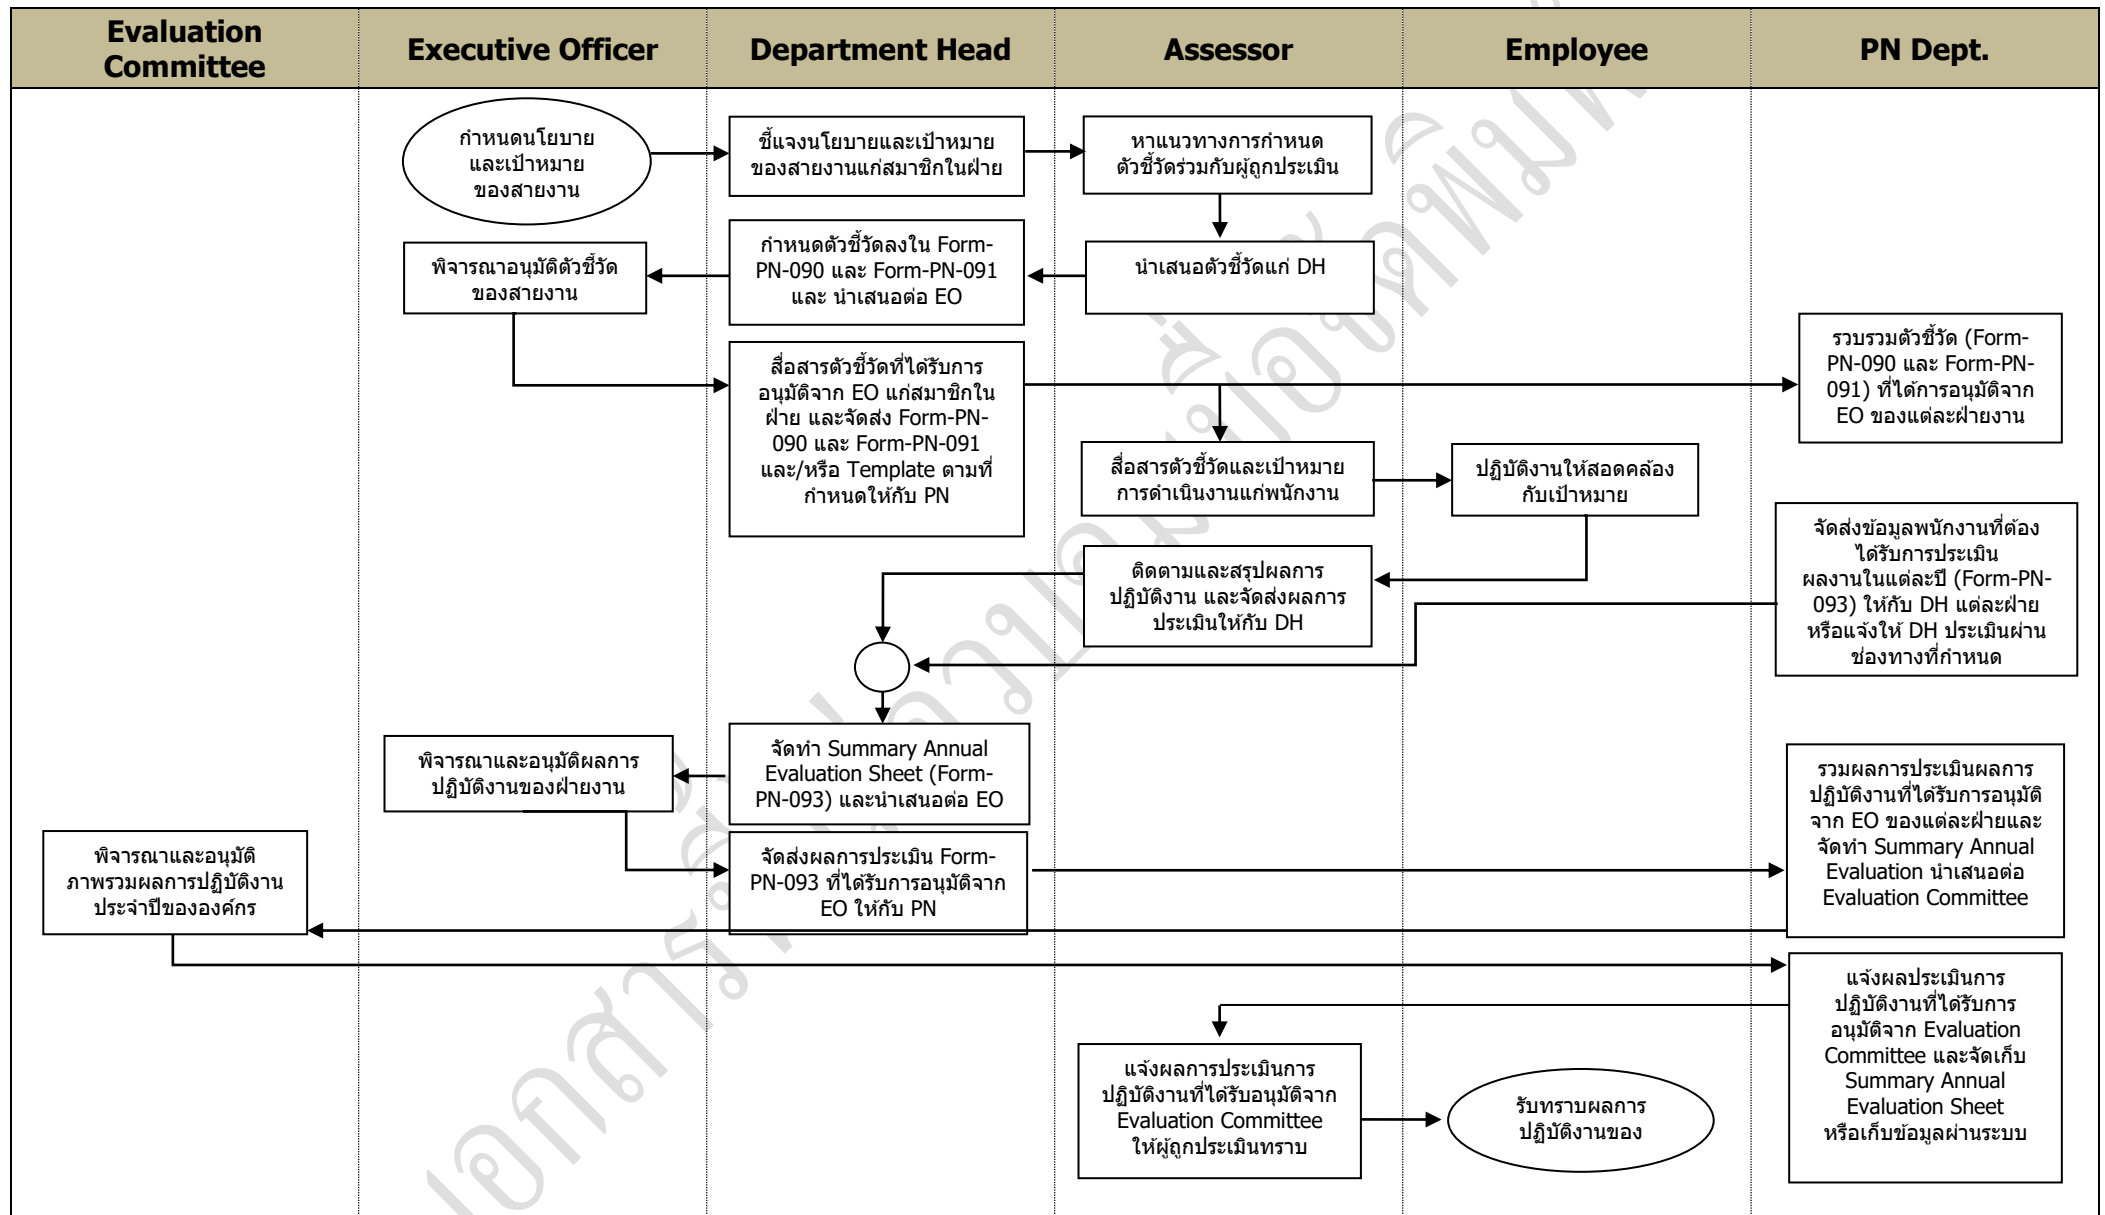 Evaluation
Committee
Executive Officer
Department Head
Assessor
Employee
PN Dept.
กำหนดนโยบาย
และเป้าหมาย
ของสายงาน
ชี้แจงนโยบายและเป้าหมาย
ของสายงานแก่สมาชิกในฝ่าย
หาแนวทางการกำหนด
ตัวชี้วัดร่วมกับผู้ถูกประเมิน
พิจารณาอนุมัติตัวชี้วัด
ของสายงาน
กำหนดตัวชี้วัดลงใน Form-
PN-090 และ Form-PN-091
และ นำเสนอต่อ EO
นำเสนอตัวชี้วัดแก่ DH
สื่อสารตัวชี้วัดที่ได้รับการ
อนุมัติจาก EO แก่สมาชิกใน
ฝ่าย และจัดส่ง Form-PN-
090 และ Form-PN-091
และ/หรือ Template ตามที่
กำหนดให้กับ PN
รวบรวมตัวชี้วัด (Form-
PN-090 และ Form-PN-
091) ที่ได้การอนุมัติจาก
EO ของแต่ละฝ่ายงาน
สื่อสารตัวชี้วัดและเป้าหมาย
การดำเนินงานแก่พนักงาน
ปฏิบัติงานให้สอดคล้อง
กับเป้าหมาย
จัดส่งข้อมูลพนักงานที่ต้อง
ได้รับการประเมิน
ผลงานในแต่ละปี (Form-PN-
093) ให้กับ DH แต่ละฝ่าย
หรือแจ้งให้ DH ประเมินผ่าน
ช่องทางที่กำหนด
ติดตามและสรุปผลการ
ปฏิบัติงาน และจัดส่งผลการ
ประเมินให้กับ DH
พิจารณาและอนุมัติผลการ
ปฏิบัติงานของฝ่ายงาน
จัดทำ Summary Annual
Evaluation Sheet (Form-
PN-093) และนำเสนอต่อ EO
รวมผลการประเมินผลการ
ปฏิบัติงานที่ได้รับการอนุมัติ
จาก EO ของแต่ละฝ่ายและ
จัดทำ Summary Annual
Evaluation นำเสนอต่อ
Evaluation Committee
พิจารณาและอนุมัติ
ภาพรวมผลการปฏิบัติงาน
ประจำปีขององค์กร
จัดส่งผลการประเมิน Form-
PN-093 ที่ได้รับการอนุมัติจาก
EO ให้กับ PN
แจ้งผลประเมินการ
ปฏิบัติงานที่ได้รับการ
อนุมัติจาก Evaluation
Committee และจัดเก็บ
Summary Annual
Evaluation Sheet
หรือเก็บข้อมูลผ่านระบบ
แจ้งผลการประเมินการ
ปฏิบัติงานที่ได้รับอนุมัติจาก
Evaluation Committee
ให้ผู้ถูกประเมินทราบ
รับทราบผลการ
ปฏิบัติงานของ